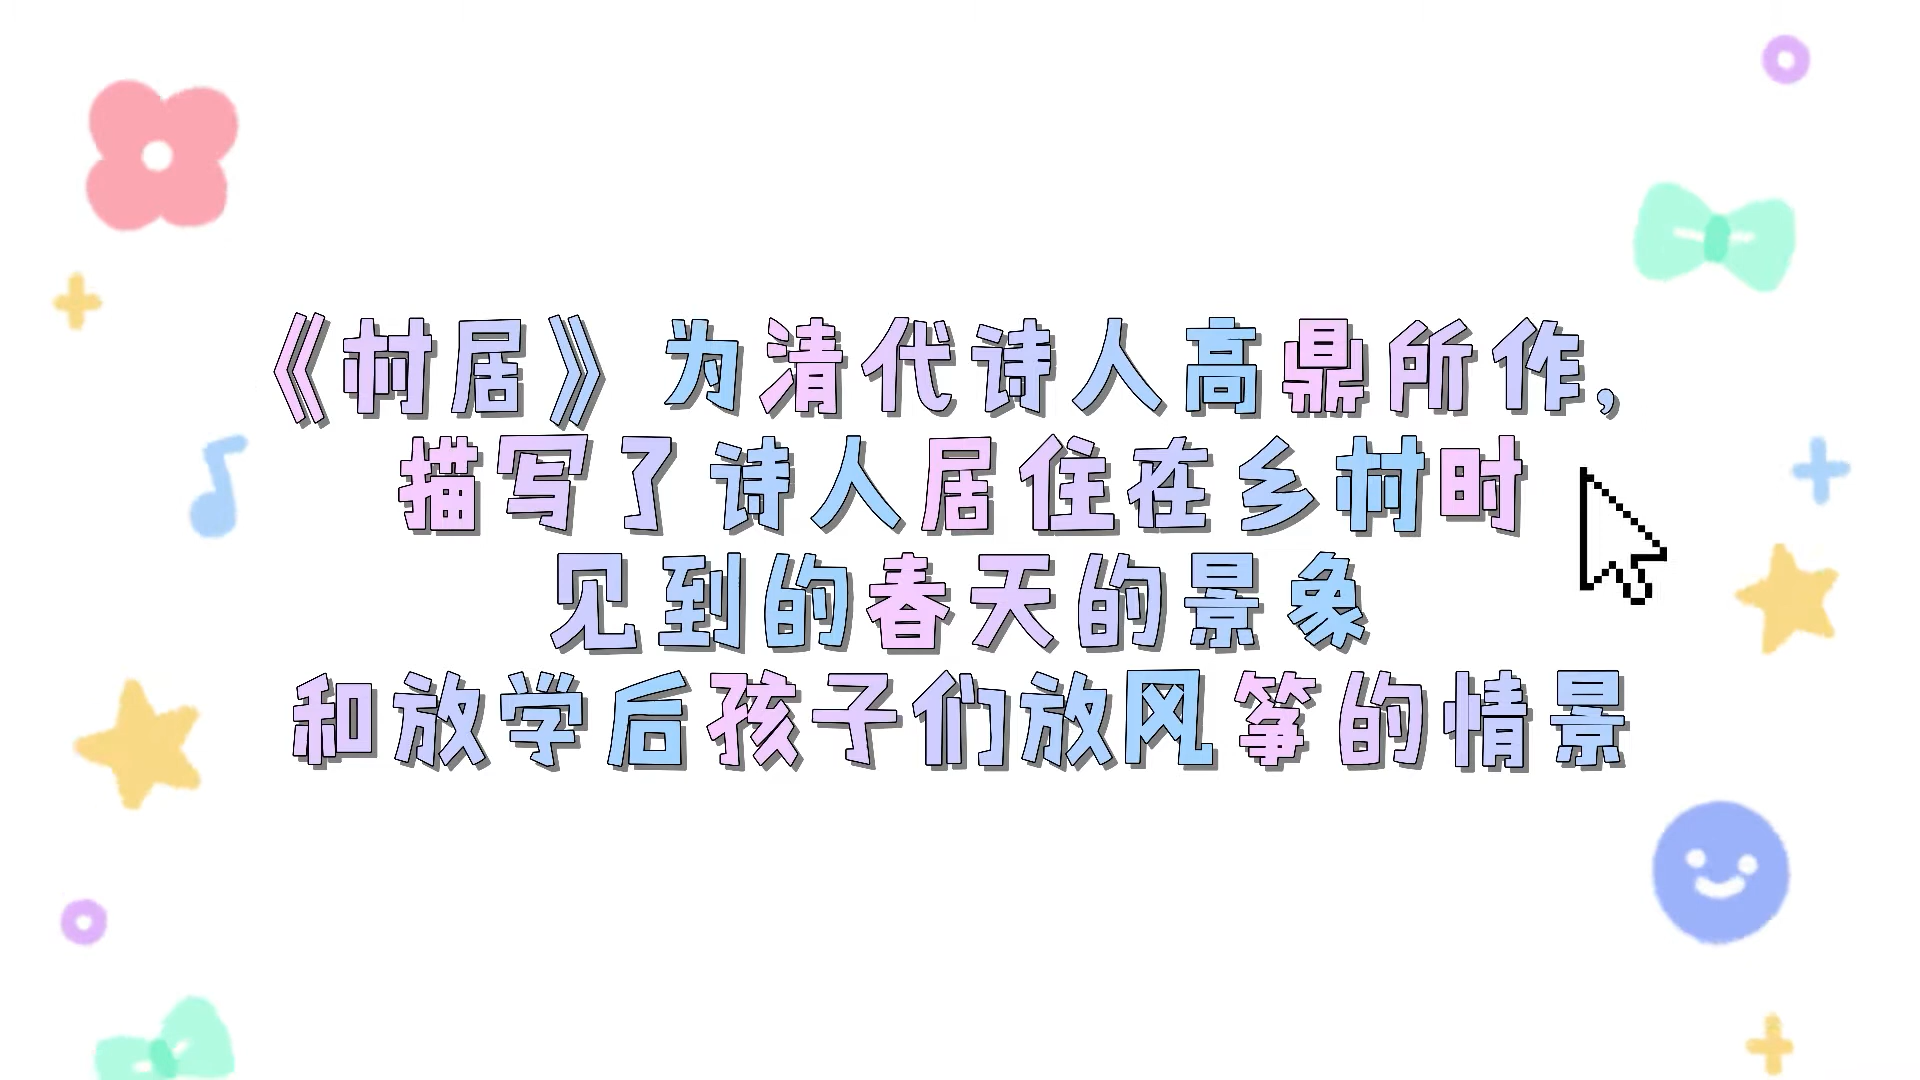 《村居》为清代诗人高鼎所作,
描写了诗人居住在乡村时
见到的春天的景象
和放学后孩子们放风筝的情景